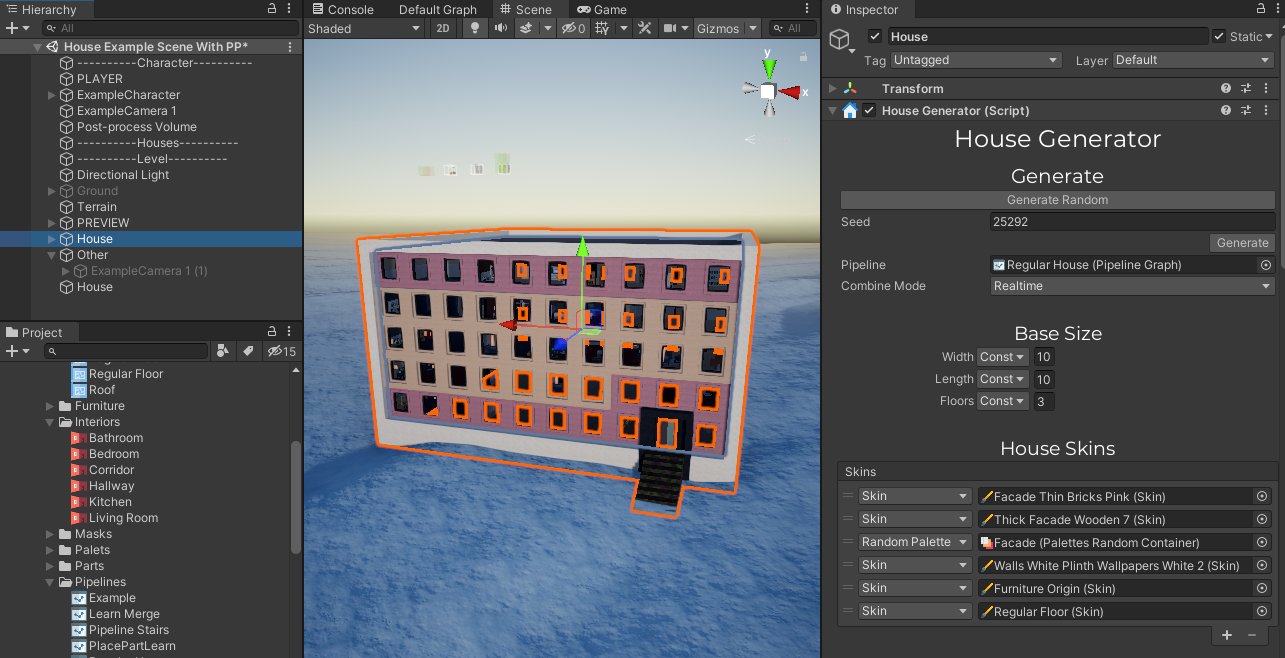 Hierarchy
All
House Example Scene With PP*
----------Character----------
PLAYER
ExampleCharacter
ExampleCamera 1
Post-process Volume
----------Houses----------
----------Level----------
Directional Light
Ground
Terrain
PREVIEW
House
Other
ExampleCamera 1 (1)
House
Project
15
Regular Floor
Roof
Furniture
Interiors
Bathroom
Bedroom
Corridor
Hallway
Kitchen
Living Room
Masks
Palets
Parts
Pipelines
Example
Learn Merge
Pipeline Stairs
PlacePartLearn
Console Default Graph Scene Game
Shaded 2D 0 Gizmos All
y
x
Inspector
House Static
Tag Untagged Layer Default
Transform
House Generator (Script)
House Generator
Generate
Generate Random
Seed 25292
Generate
Pipeline Regular House (Pipeline Graph)
Combine Mode Realtime
Base Size
Width Const 10
Length Const 10
Floors Const 3
House Skins
Skins
Skin Facade Thin Bricks Pink (Skin)
Skin Thick Facade Wooden 7 (Skin)
Random Palette Facade (Palettes Random Container)
Skin Walls White Plinth Wallpapers White 2 (Skin)
Skin Furniture Origin (Skin)
Skin Regular Floor (Skin)